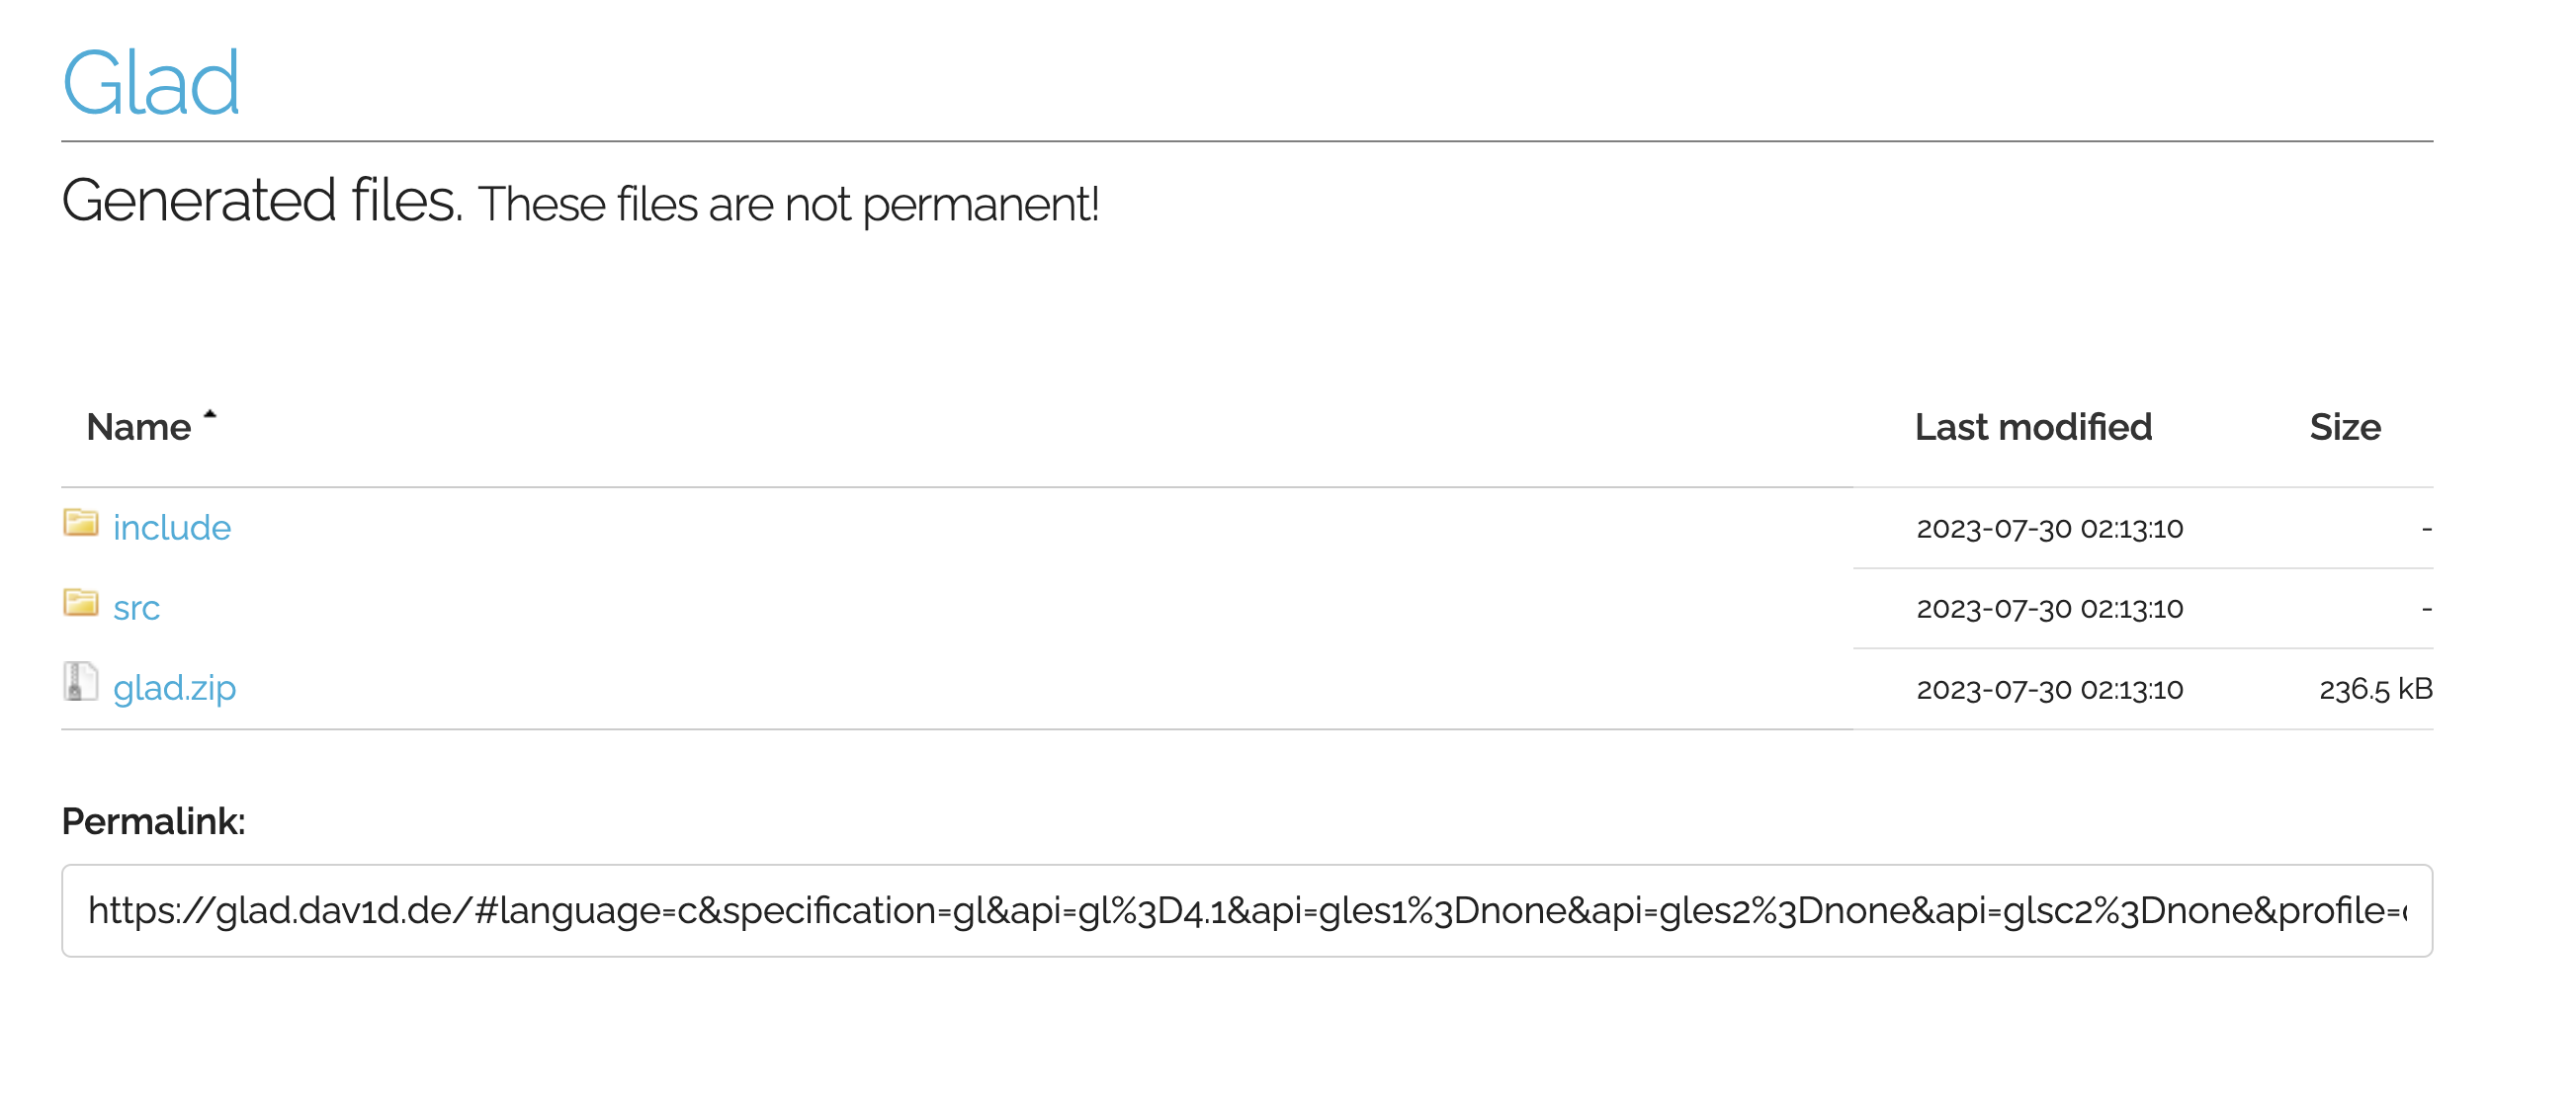 Glad
Generated files. These files are not permanent!
Name Last modified Size
include 2023-07-30 02:13:10 -
src 2023-07-30 02:13:10 -
glad.zip 2023-07-30 02:13:10 236.5 kB
Permalink:
https://glad.dav1d.de/#language=c&specification=gl&api=gl%3D4.1&api=gles1%3Dnone&api=gles2%3Dnone&api=glsc2%3Dnone&profile=